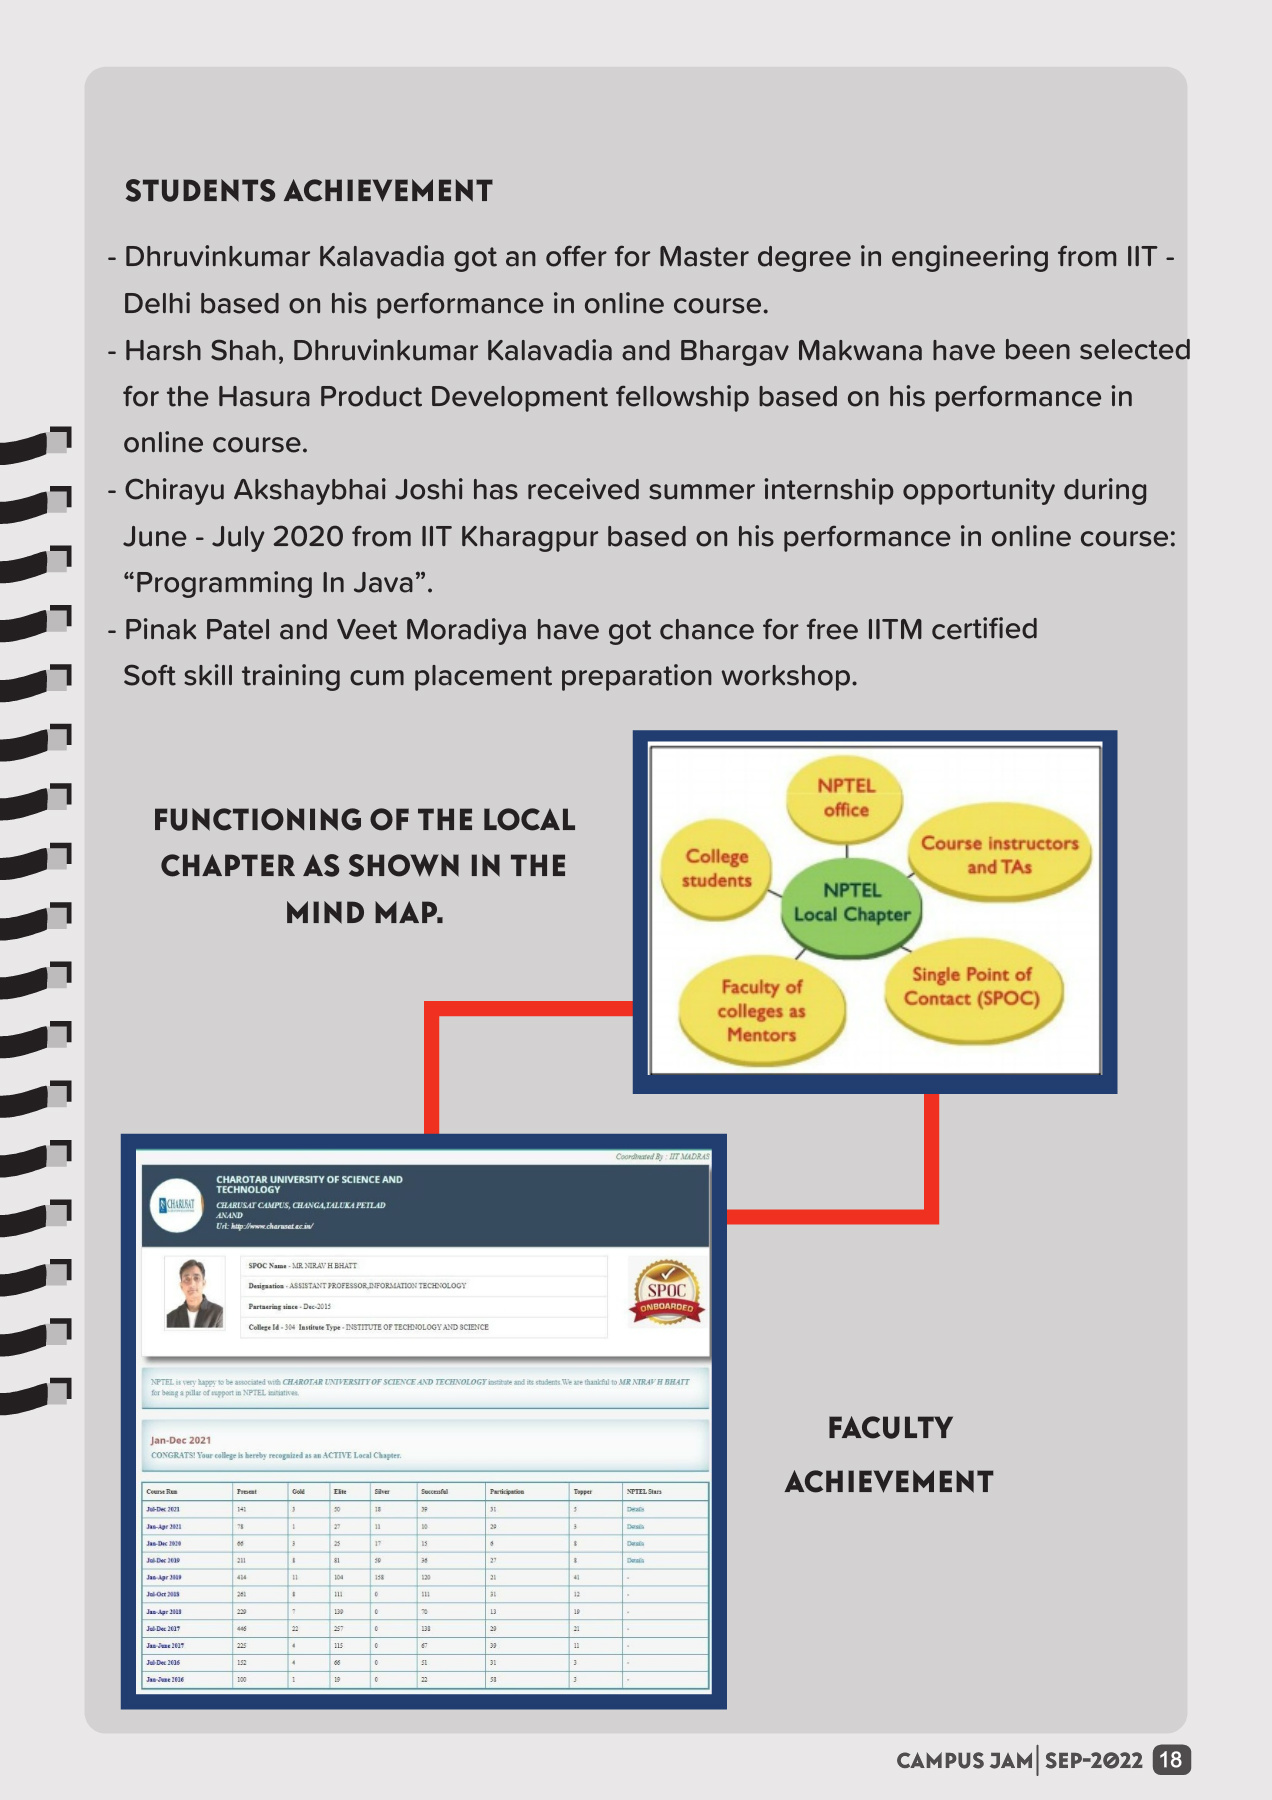 STUDENTS ACHIEVEMENT
- Dhruvinkumar Kalavadia got an offer for Master degree in engineering from IIT -
Delhi based on his performance in online course.
- Harsh Shah, Dhruvinkumar Kalavadia and Bhargav Makwana have been selected
for the Hasura Product Development fellowship based on his performance in
online course.
- Chirayu Akshaybhai Joshi has received summer internship opportunity during
June - July 2020 from IIT Kharagpur based on his performance in online course:
“Programming In Java”.
- Pinak Patel and Veet Moradiya have got chance for free IITM certified
Soft skill training cum placement preparation workshop.
FUNCTIONING OF THE LOCAL
CHAPTER AS SHOWN IN THE
MIND MAP.
NPTEL
office
Course instructors
and TAs
College
students
NPTEL
Local Chapter
Single Point of
Contact (SPOC)
Faculty of
colleges as
Mentors
Coordinated By : IIT MADRAS
CHAROTAR UNIVERSITY OF SCIENCE AND
TECHNOLOGY
CHARUSAT CAMPUS, CHANGA,TALUKA PETLAD
ANAND
Url: http://www.charusat.ac.in/
CHARUSAT
SPOC Name - MR NIRAV H BHATT
Designation - ASSISTANT PROFESSOR,INFORMATION TECHNOLOGY
Partnering since - Dec-2015
College Id - 304 Institute Type - INSTITUTE OF TECHNOLOGY AND SCIENCE
SPOC
ONBOARDED
NPTEL is very happy to be associated with CHAROTAR UNIVERSITY OF SCIENCE AND TECHNOLOGY institute and its students.We are thankful to MR NIRAV H BHATT
for being a pillar of support in NPTEL initiatives.
Jan-Dec 2021
CONGRATS! Your college is hereby recognized as an ACTIVE Local Chapter.
Course Run Present Gold Elite Silver Successful Participation Topper NPTEL Stars
Jul-Dec 2021 141 3 50 18 39 31 5 Details
Jan-Apr 2021 78 1 27 11 10 29 3 Details
Jan-Dec 2020 66 3 25 17 15 6 8 Details
Jul-Dec 2019 211 8 81 59 36 27 8 Details
Jan-Apr 2019 414 11 104 158 120 21 41 -
Jul-Oct 2018 261 8 111 0 111 31 12 -
Jan-Apr 2018 229 7 139 0 70 13 19 -
Jul-Dec 2017 446 22 257 0 138 29 21 -
Jan-June 2017 225 4 115 0 67 39 11 -
Jul-Dec 2016 152 4 66 0 51 31 3 -
Jan-June 2016 100 1 19 0 22 58 5 -
FACULTY
ACHIEVEMENT
CAMPUS JAM| SEP-2022 18